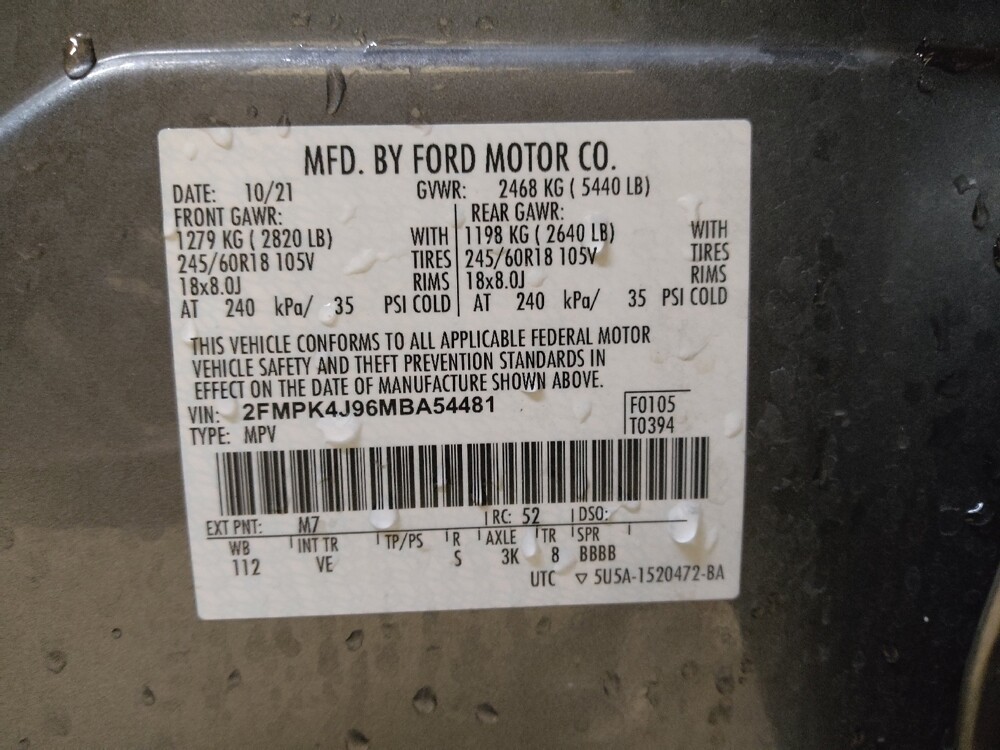 MFD. BY FORD MOTOR CO.
DATE: 10/21 GVWR: 2468 KG ( 5440 LB)
FRONT GAWR: REAR GAWR:
1279 KG ( 2820 LB) WITH 1198 KG ( 2640 LB) WITH
245/60R18 105V TIRES 245/60R18 105V TIRES
18x8.0J RIMS 18x8.0J RIMS
AT 240 kPa/ 35 PSI COLD AT 240 kPa/ 35 PSI COLD
THIS VEHICLE CONFORMS TO ALL APPLICABLE FEDERAL MOTOR
VEHICLE SAFETY AND THEFT PREVENTION STANDARDS IN
EFFECT ON THE DATE OF MANUFACTURE SHOWN ABOVE.
VIN: 2FMPK4J96MBA54481 F0105
TYPE: MPV T0394
EXT PNT: M7 RC: 52 DSO:
WB INT TR TP/PS R AXLE TR SPR
112 VE S 3K 8 BBBB
UTC ▽ 5U5A-1520472-BA